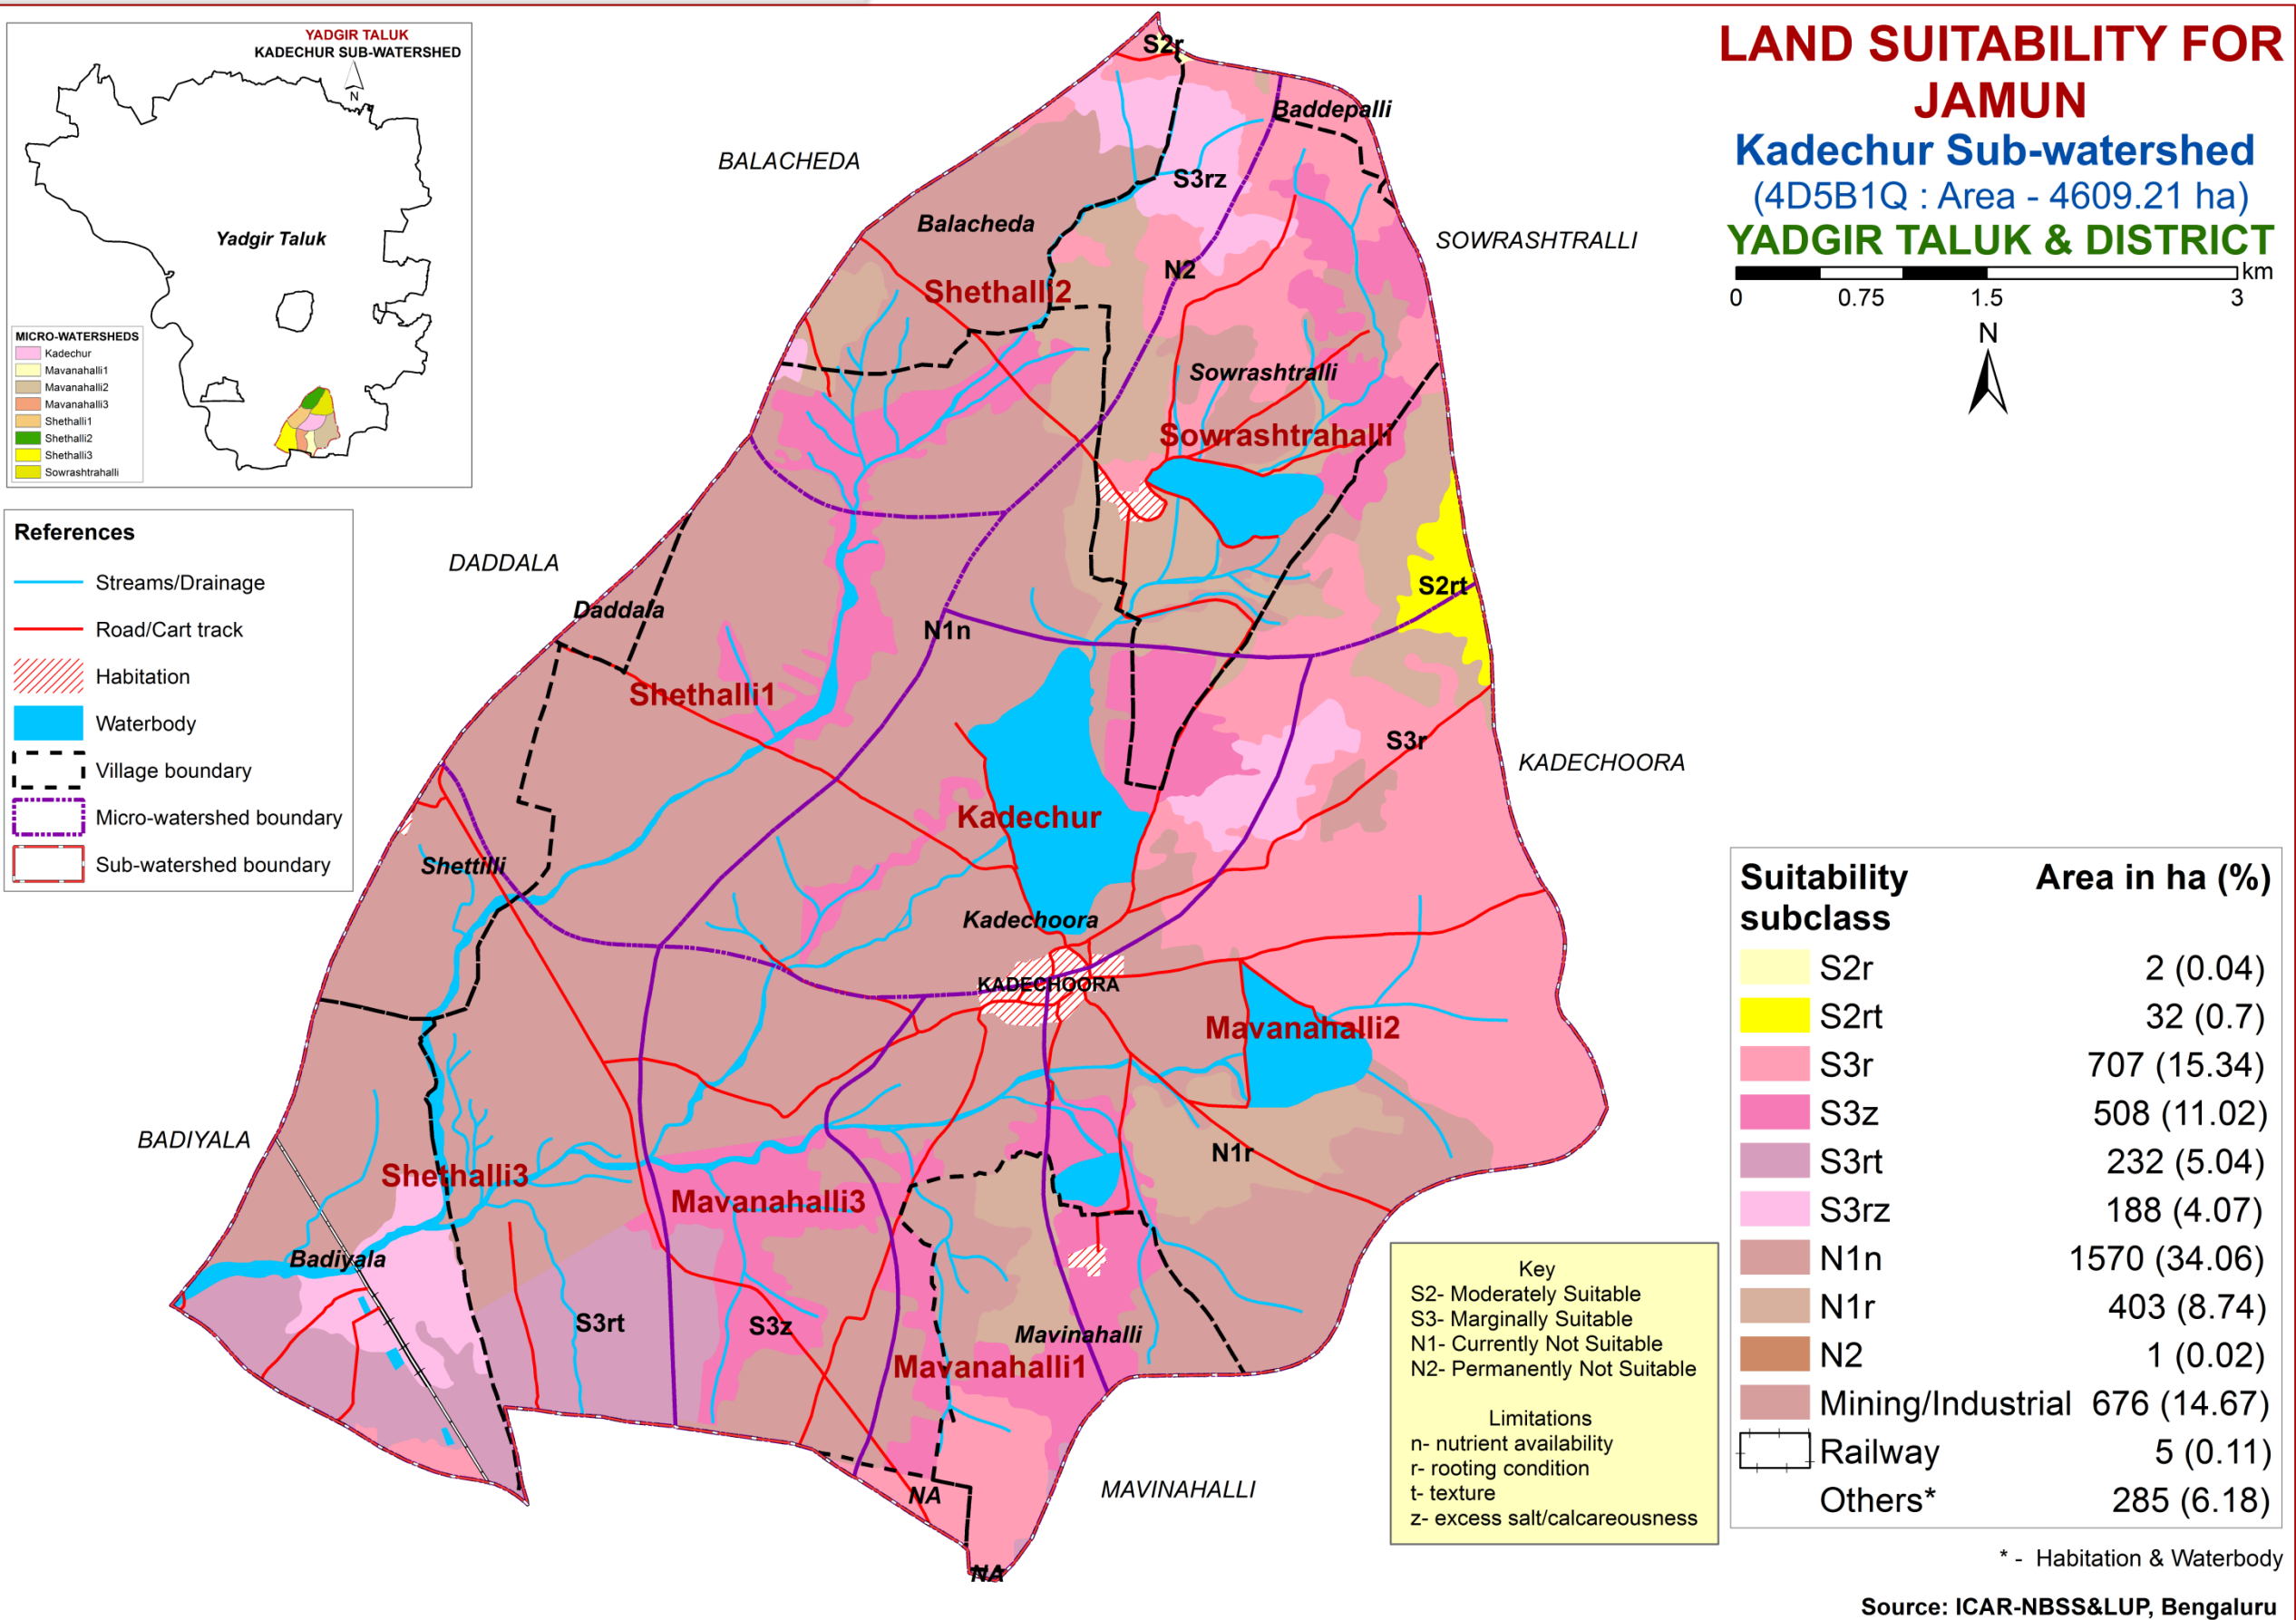 LAND SUITABILITY FOR
JAMUN
Kadechur Sub-watershed
(4D5B1Q : Area - 4609.21 ha)
YADGIR TALUK & DISTRICT
km
0 0.75 1.5 3
N
YADGIR TALUK
KADECHUR SUB-WATERSHED
N
Yadgir Taluk
MICRO-WATERSHEDS
Kadechur
Mavanahalli1
Mavanahalli2
Mavanahalli3
Shethalli1
Shethalli2
Shethalli3
Sowrashtrahalli
References
Streams/Drainage
Road/Cart track
Habitation
Waterbody
Village boundary
Micro-watershed boundary
Sub-watershed boundary
S2r
Baddepalli
BALACHEDA
S3rz
Balacheda
SOWRASHTRALLI
N2
Shethalli2
Sowrashtralli
Sowrashtrahalli
DADDALA
S2rt
Daddala
N1n
Shethalli1
S3r
KADECHOORA
Kadechur
Shettilli
Kadechoora
KADECHOORA
Mavanahalli2
BADIYALA
N1r
Shethalli3
Mavanahalli3
Badiyala
S3rt
S3z
Mavinahalli
Mavanahalli1
MAVINAHALLI
NA
NA
Suitability
subclass
Area in ha (%)
S2r 2 (0.04)
S2rt 32 (0.7)
S3r 707 (15.34)
S3z 508 (11.02)
S3rt 232 (5.04)
S3rz 188 (4.07)
N1n 1570 (34.06)
N1r 403 (8.74)
N2 1 (0.02)
Mining/Industrial 676 (14.67)
Railway 5 (0.11)
Others* 285 (6.18)
Key
S2- Moderately Suitable
S3- Marginally Suitable
N1- Currently Not Suitable
N2- Permanently Not Suitable
Limitations
n- nutrient availability
r- rooting condition
t- texture
z- excess salt/calcareousness
* - Habitation & Waterbody
Source: ICAR-NBSS&LUP, Bengaluru